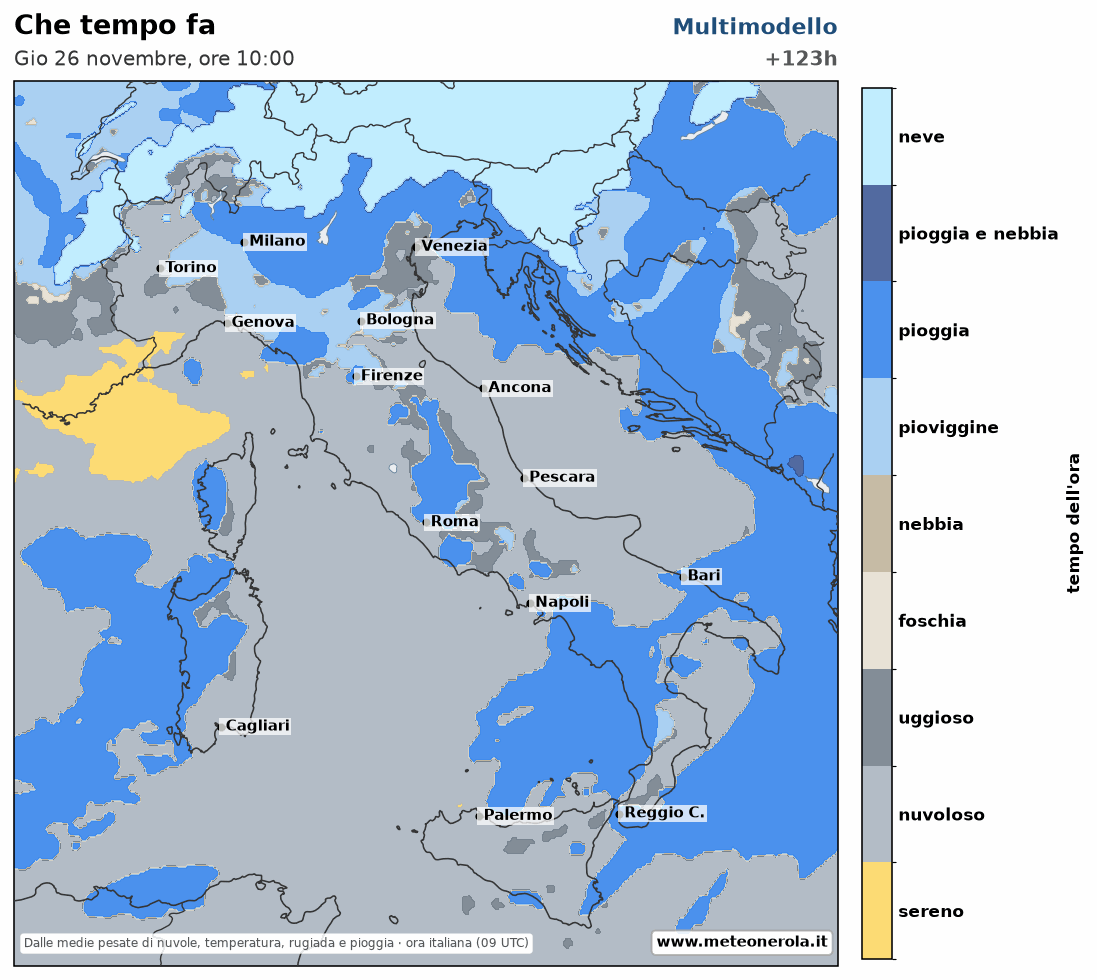 Che tempo fa
Multimodello
Gio 26 novembre, ore 10:00
+123h
neve
pioggia e nebbia
pioggia
pioviggine
nebbia
foschia
uggioso
nuvoloso
sereno
tempo dell'ora
Milano
Venezia
Torino
Genova
Bologna
Firenze
Ancona
Pescara
Roma
Bari
Napoli
Cagliari
Palermo
Reggio C.
Dalle medie pesate di nuvole, temperatura, rugiada e pioggia · ora italiana (09 UTC)
www.meteonerola.it